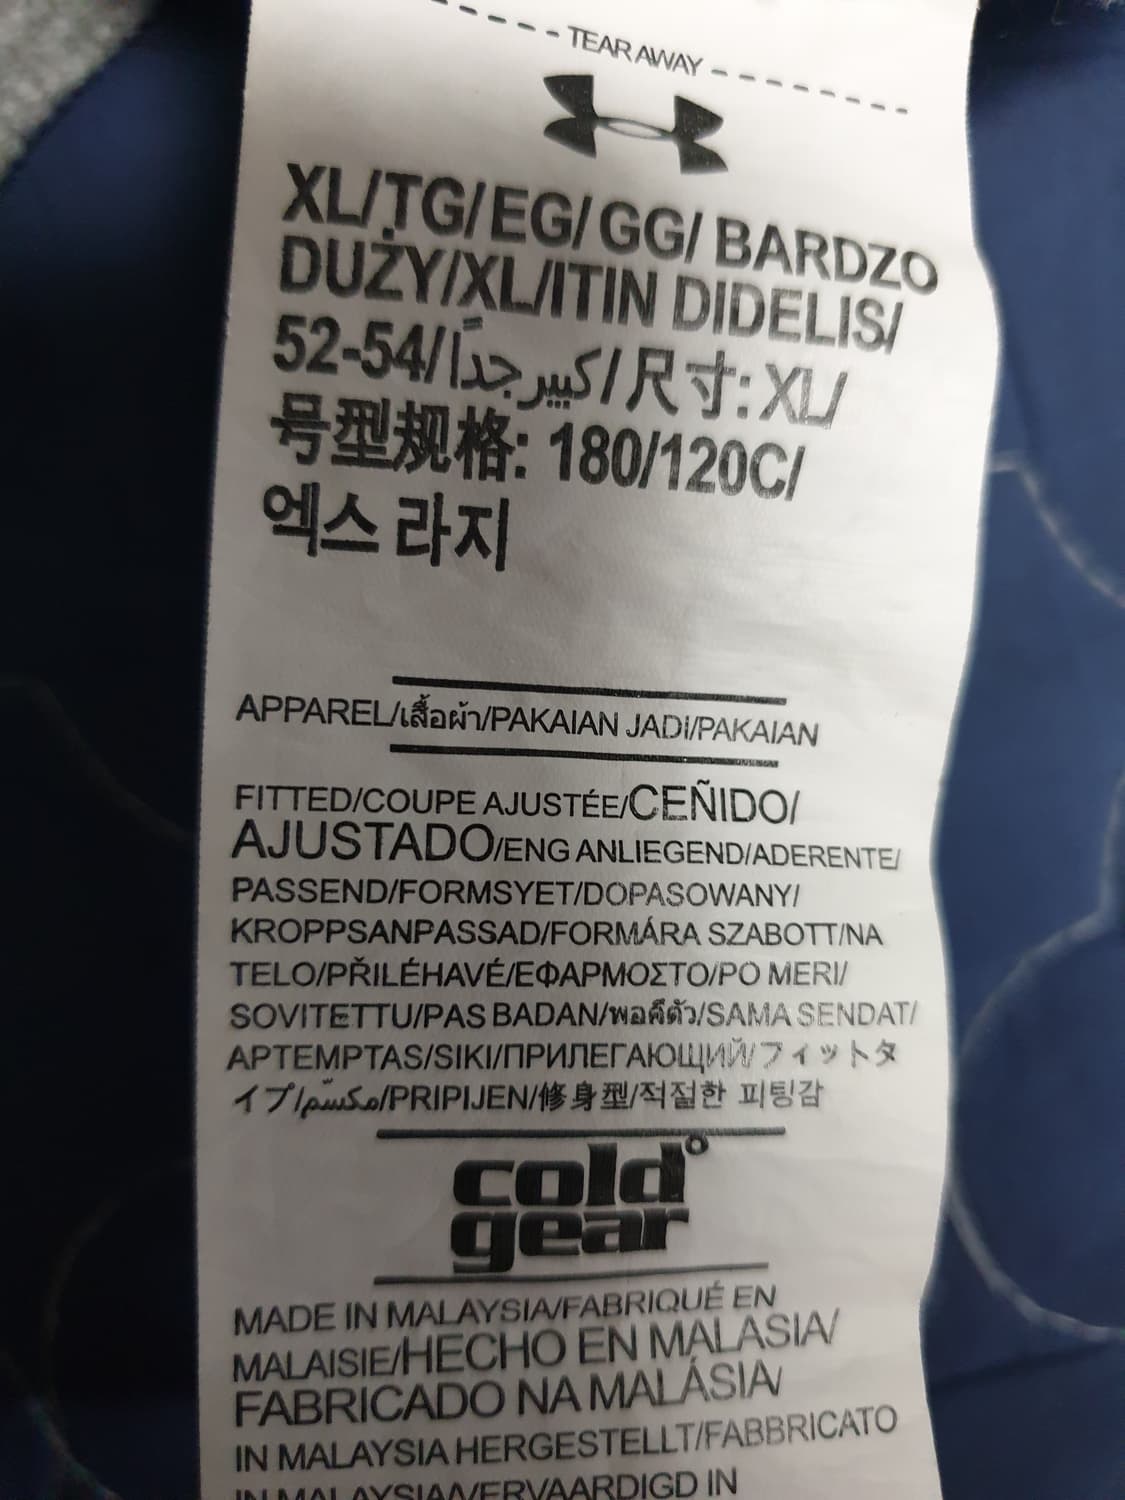 TEAR AWAY
XL/TG/EG/GG/ BARDZO
DUŻY/XL/ITIN DIDELIS/
52-54/كبير جداً/尺寸: XL/
号型规格: 180/120C/
엑스 라지
APPAREL/เสื้อผ้า/PAKAIAN JADI/PAKAIAN
FITTED/COUPE AJUSTÉE/CEÑIDO/
AJUSTADO/ENG ANLIEGEND/ADERENTE/
PASSEND/FORMSYET/DOPASOWANY/
KROPPSANPASSAD/FORMÁRA SZABOTT/NA
TELO/PŘILÉHAVÉ/ΕΦΑΡΜΟΣΤΟ/PO MERI/
SOVITETTU/PAS BADAN/พอดีตัว/SAMA SENDAT/
APTEMPTAS/SIKI/ПРИЛЕГАЮЩИЙ/フィットタ
イプ/مكسّم/PRIPIJEN/修身型/적절한 피팅감
cold
gear
MADE IN MALAYSIA/FABRIQUÉ EN
MALAISIE/HECHO EN MALASIA/
FABRICADO NA MALÁSIA/
IN MALAYSIA HERGESTELLT/FABBRICATO
IN MALAYSIA/VERVAARDIGD IN